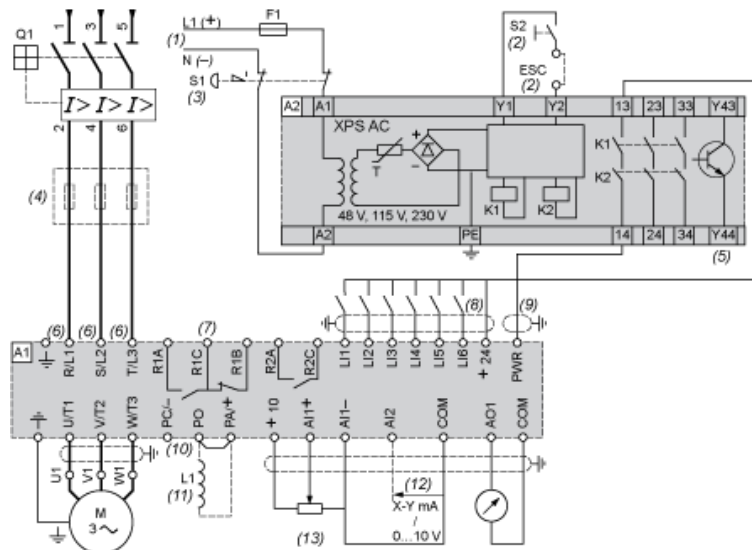 1 3 5
L1 (+) F1
Q1
(1)
N (–)
S1
(3)
S2
(2)
ESC
(2)
I> I> I>
2 4 6
A2 A1 Y1 Y2 13 23 33 Y43
XPS AC
+
–
T
K1
K2
K1 K2
48 V, 115 V, 230 V
A2 PE 14 24 34 Y44
(4)
(5)
(6) (6) (6) (7) (8) (9)
A1
R/L1 S/L2 T/L3 R1A R1C R1B R2A R2C LI1 LI2 LI3 LI4 LI5 LI6 + 24 PWR
U/T1 V/T2 W/T3 PC/- PO PA/+ + 10 AI1+ AI1– AI2 COM AO1 COM
(10)
U1 V1 W1
L1
(11)
(12)
X-Y mA
/
0...10 V
(13)
M
3 ~